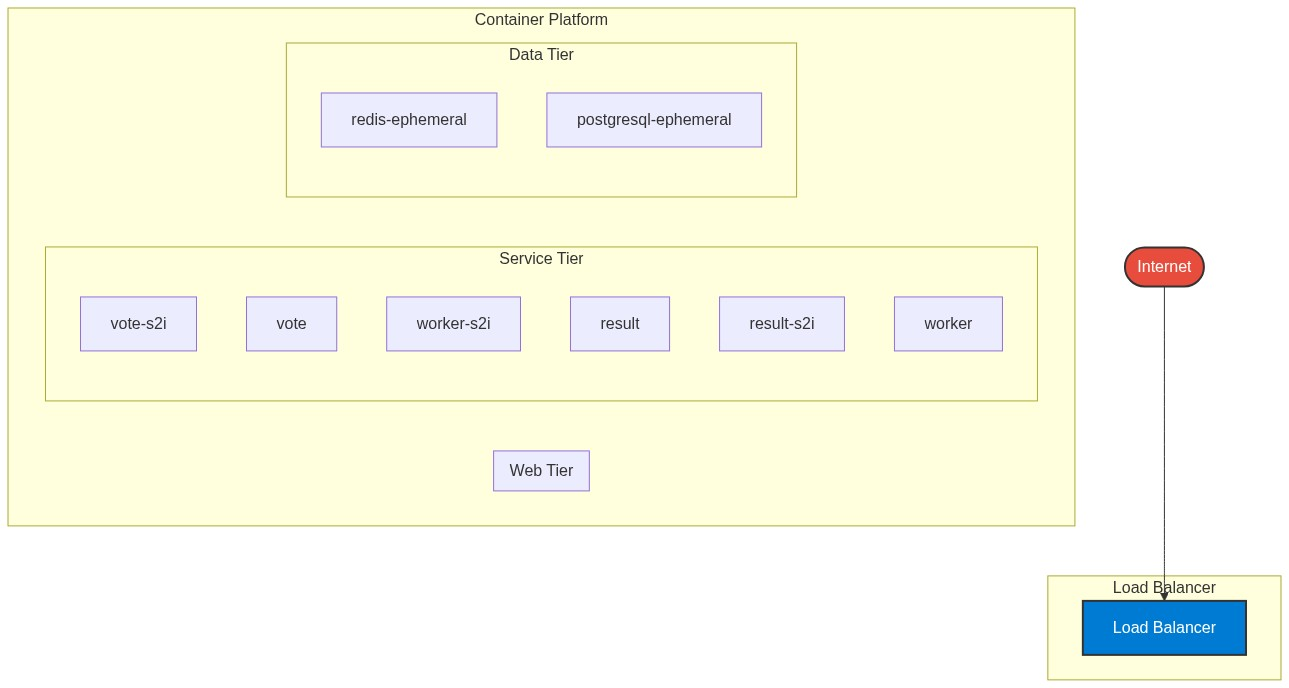 Container Platform
Data Tier
redis-ephemeral
postgresql-ephemeral
Service Tier
vote-s2i
vote
worker-s2i
result
result-s2i
worker
Web Tier
Internet
Load Balancer
Load Balancer